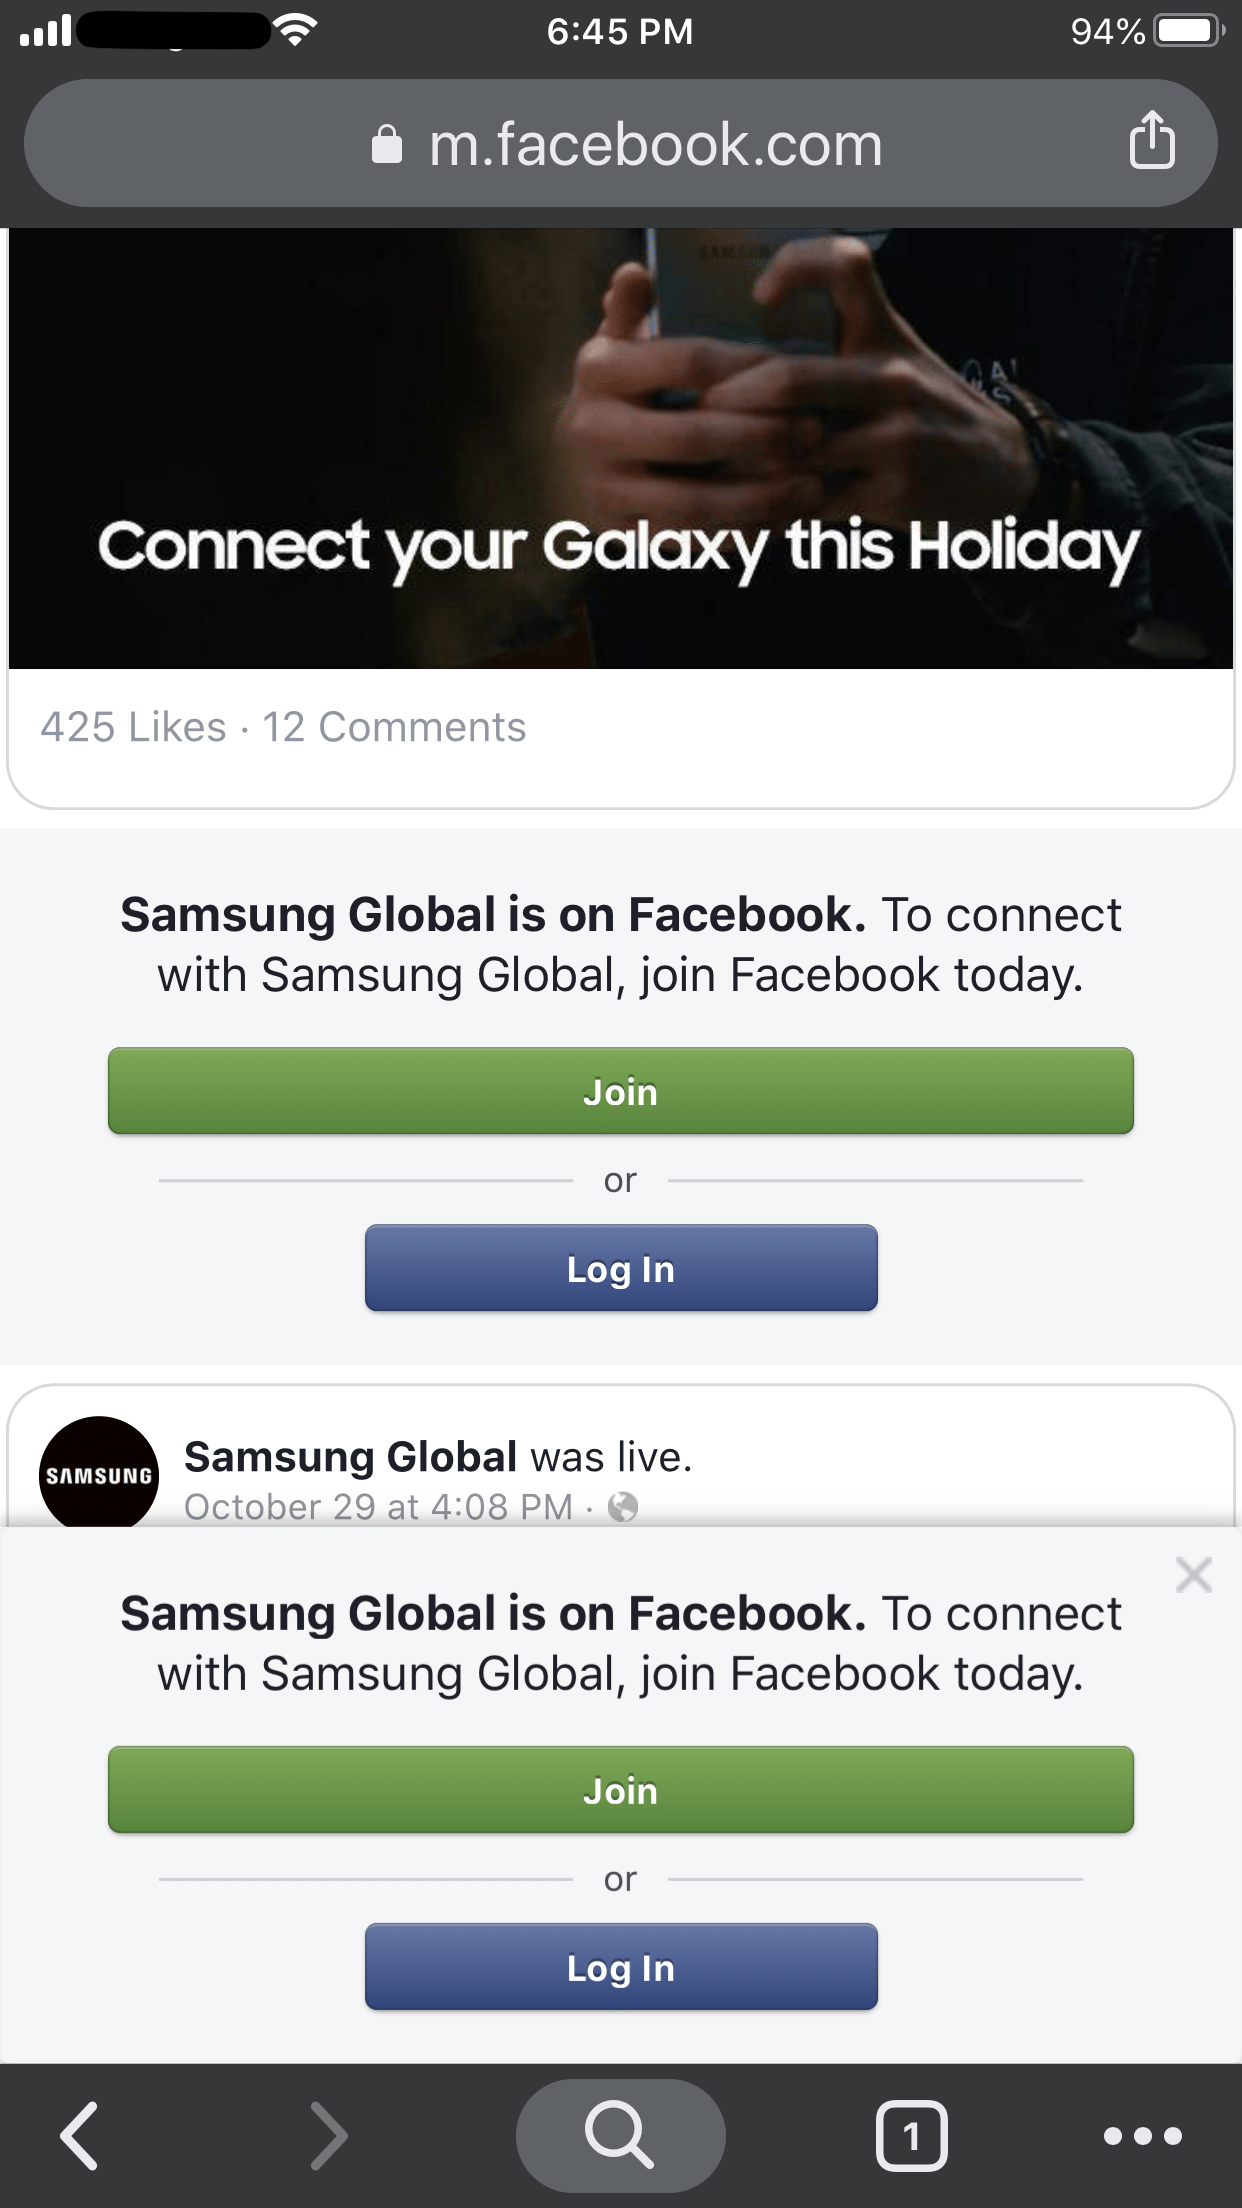 6:45 PM
94%
m.facebook.com
SAMSUNG
Connect your Galaxy this Holiday
425 Likes · 12 Comments
Samsung Global is on Facebook. To connect
with Samsung Global, join Facebook today.
Join
or
Log In
SAMSUNG
Samsung Global was live.
October 29 at 4:08 PM ·
Samsung Global is on Facebook. To connect
with Samsung Global, join Facebook today.
Join
or
Log In
1